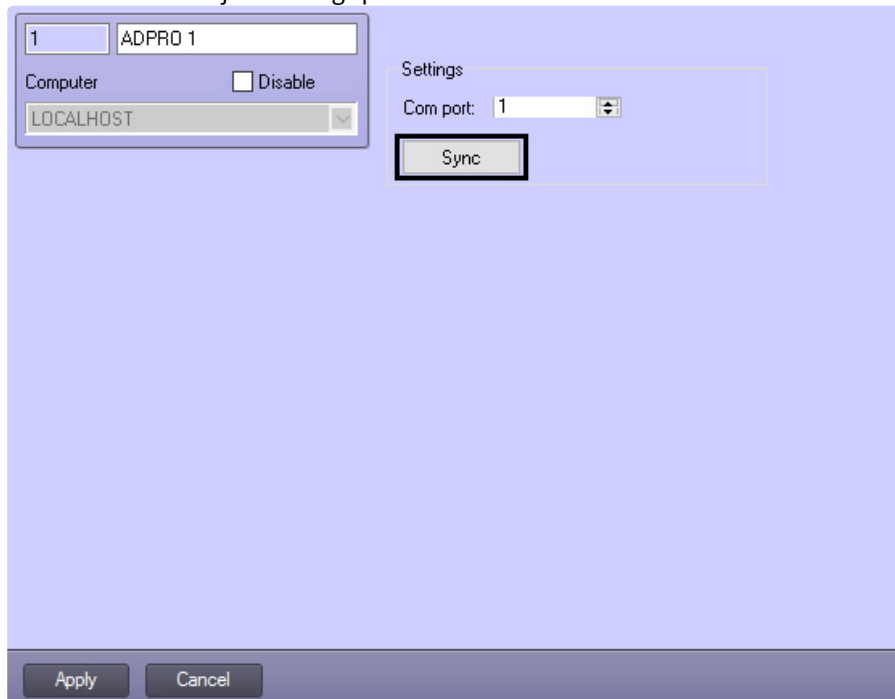 1
ADPRO 1
Computer
Disable
LOCALHOST
Settings
Com port: 1
Sync
Apply
Cancel